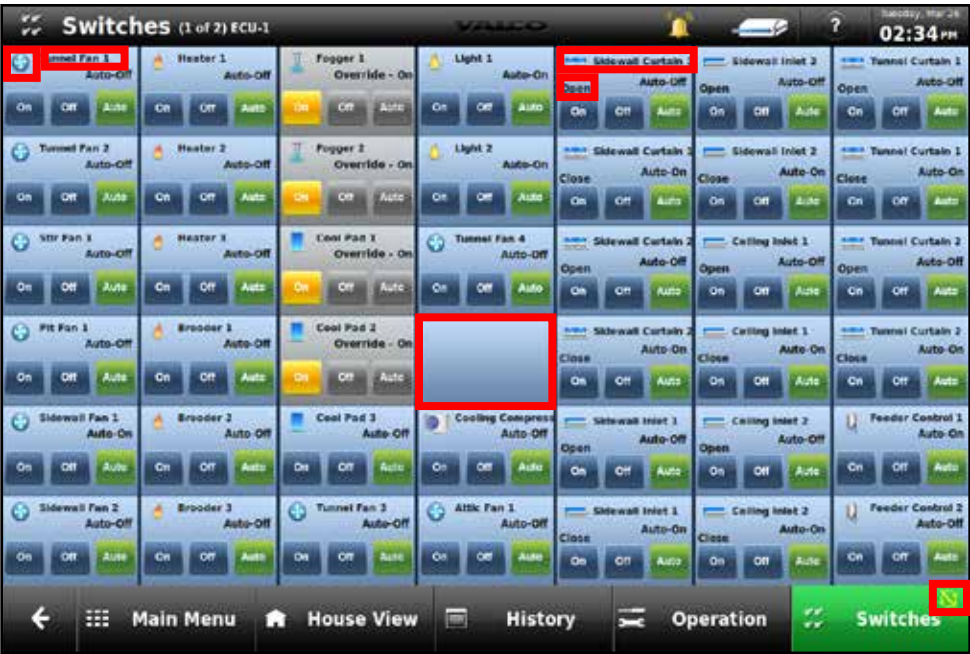 Switches (1 of 2) ECU-1 VALCO ? Tuesday, Mar 26
02:34 PM
Tunnel Fan 1 Heater 1 Fogger 1 Light 1 Sidewall Curtain Sidewall Inlet 2 Tunnel Curtain 1
Auto-Off Auto-Off Override - On Auto-On Open Auto-Off Open Auto-Off Open Auto-Off
On Off Auto On Off Auto On Off Auto On Off Auto On Off Auto On Off Auto On Off Auto
Tunnel Fan 2 Heater 2 Fogger 2 Light 2 Sidewall Curtain 1 Sidewall Inlet 2 Tunnel Curtain 1
Auto-Off Auto-Off Override - On Auto-On Close Auto-On Close Auto-On Close Auto-On
On Off Auto On Off Auto On Off Auto On Off Auto On Off Auto On Off Auto On Off Auto
Stir Fan 1 Heater 3 Cool Pad 1 Tunnel Fan 4 Sidewall Curtain 2 Ceiling Inlet 1 Tunnel Curtain 2
Auto-Off Auto-Off Override - On Auto-Off Open Auto-Off Open Auto-Off Open Auto-Off
On Off Auto On Off Auto On Off Auto On Off Auto On Off Auto On Off Auto On Off Auto
Pit Fan 1 Brooder 1 Cool Pad 2 Sidewall Curtain 2 Ceiling Inlet 1 Tunnel Curtain 2
Auto-Off Auto-Off Override - On Close Auto-On Close Auto-On Close Auto-On
On Off Auto On Off Auto On Off Auto On Off Auto On Off Auto On Off Auto
Sidewall Fan 1 Brooder 2 Cool Pad 3 Cooling Compress Sidewall Inlet 1 Ceiling Inlet 2 Feeder Control 1
Auto-On Auto-Off Auto-Off Auto-Off Open Auto-Off Open Auto-Off Auto-On
On Off Auto On Off Auto On Off Auto On Off Auto On Off Auto On Off Auto On Off Auto
Sidewall Fan 2 Brooder 3 Tunnel Fan 3 Attic Fan 1 Sidewall Inlet 1 Ceiling Inlet 2 Feeder Control 2
Auto-Off Auto-Off Auto-Off Auto-Off Close Auto-On Close Auto-On Auto-Off
On Off Auto On Off Auto On Off Auto On Off Auto On Off Auto On Off Auto On Off Auto
Main Menu House View History Operation Switches